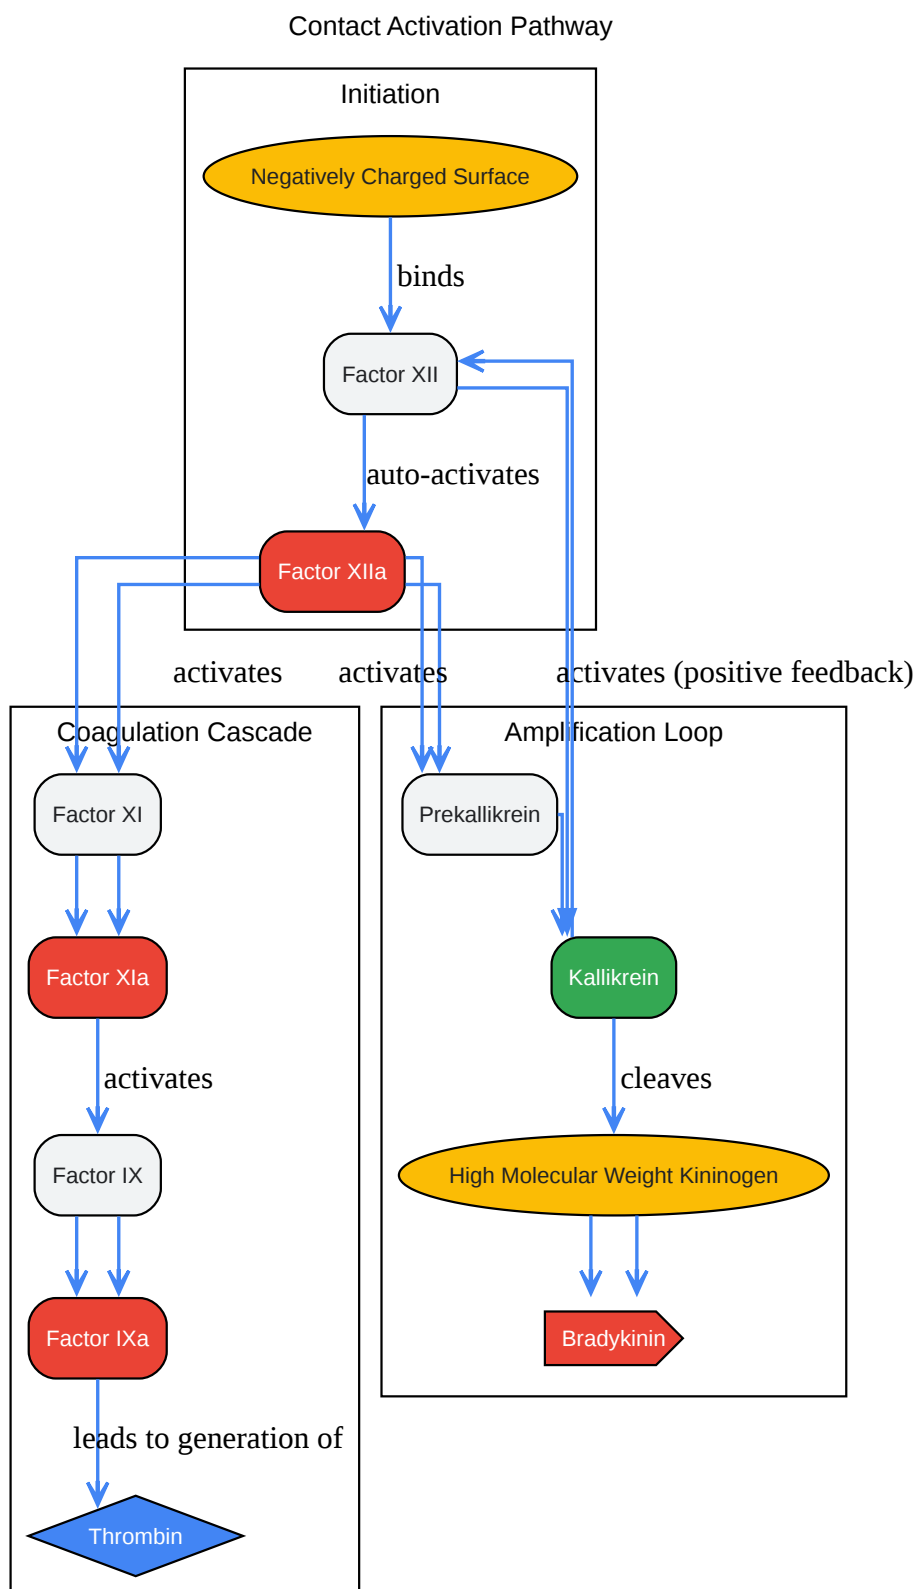 Contact Activation Pathway
Initiation
Negatively Charged Surface
binds
Factor XII
auto-activates
Factor XIIa
activates
activates
activates (positive feedback)
Coagulation Cascade
Factor XI
Factor XIa
activates
Factor IX
Factor IXa
leads to generation of
Thrombin
Amplification Loop
Prekallikrein
Kallikrein
cleaves
High Molecular Weight Kininogen
Bradykinin